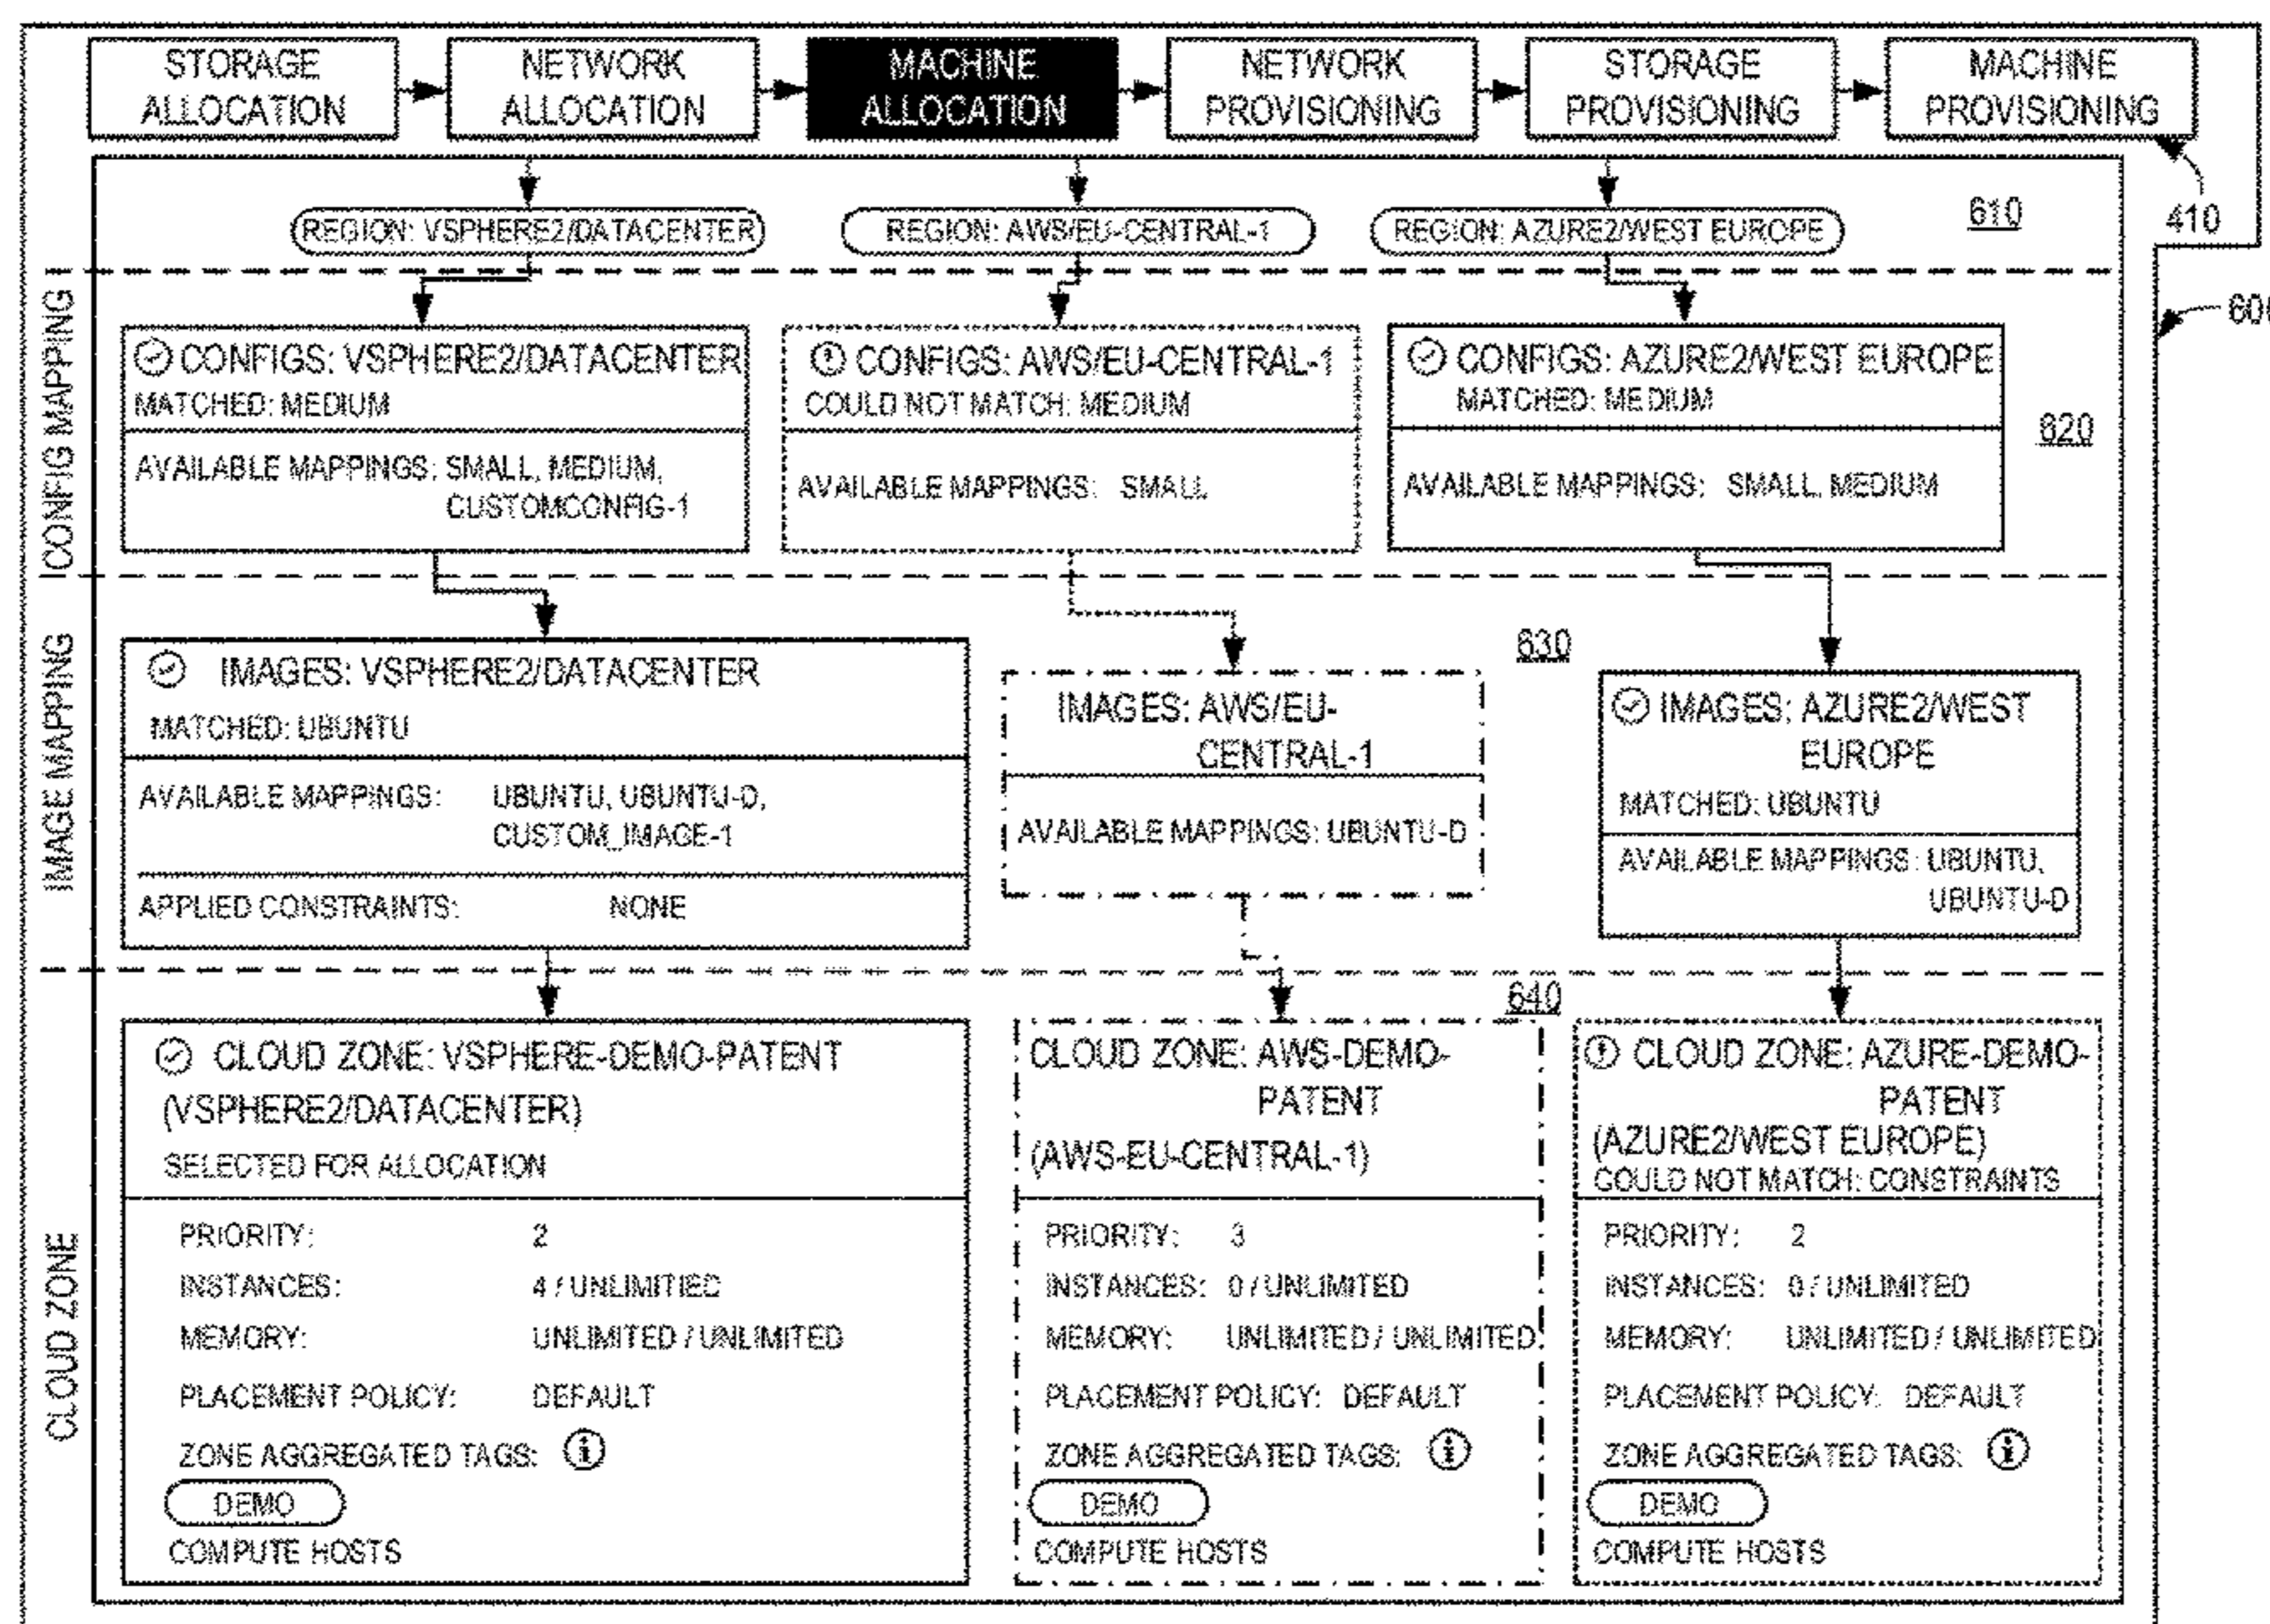 STORAGE
ALLOCATION
NETWORK
ALLOCATION
MACHINE
ALLOCATION
NETWORK
PROVISIONING
STORAGE
PROVISIONING
MACHINE
PROVISIONING
410
REGION: VSPHERE2/DATACENTER
REGION: AWS/EU-CENTRAL-1
REGION: AZURE2/WEST EUROPE
610
CONFIG MAPPING
CONFIGS: VSPHERE2/DATACENTER
MATCHED: MEDIUM
AVAILABLE MAPPINGS: SMALL, MEDIUM,
CUSTOMCONFIG-1
CONFIGS: AWS/EU-CENTRAL-1
COULD NOT MATCH: MEDIUM
AVAILABLE MAPPINGS: SMALL
CONFIGS: AZURE2/WEST EUROPE
MATCHED: MEDIUM
AVAILABLE MAPPINGS: SMALL, MEDIUM
620
IMAGE MAPPING
IMAGES: VSPHERE2/DATACENTER
MATCHED: UBUNTU
AVAILABLE MAPPINGS: UBUNTU, UBUNTU-D,
CUSTOM_IMAGE-1
APPLIED CONSTRAINTS: NONE
IMAGES: AWS/EU-
CENTRAL-1
AVAILABLE MAPPINGS: UBUNTU-D
630
IMAGES: AZURE2/WEST
EUROPE
MATCHED: UBUNTU
AVAILABLE MAPPINGS: UBUNTU,
UBUNTU-D
CLOUD ZONE
CLOUD ZONE: VSPHERE-DEMO-PATENT
(VSPHERE2/DATACENTER)
SELECTED FOR ALLOCATION
PRIORITY: 2
INSTANCES: 4 / UNLIMITIED
MEMORY: UNLIMITED / UNLIMITED
PLACEMENT POLICY: DEFAULT
ZONE AGGREGATED TAGS: i
DEMO
COMPUTE HOSTS
640
CLOUD ZONE: AWS-DEMO-
PATENT
(AWS-EU-CENTRAL-1)
PRIORITY: 3
INSTANCES: 0 / UNLIMITED
MEMORY: UNLIMITED / UNLIMITED
PLACEMENT POLICY: DEFAULT
ZONE AGGREGATED TAGS: i
DEMO
COMPUTE HOSTS
CLOUD ZONE: AZURE-DEMO-
PATENT
(AZURE2/WEST EUROPE)
COULD NOT MATCH: CONSTRAINTS
PRIORITY: 2
INSTANCES: 0 / UNLIMITED
MEMORY: UNLIMITED / UNLIMITED
PLACEMENT POLICY: DEFAULT
ZONE AGGREGATED TAGS: i
DEMO
COMPUTE HOSTS